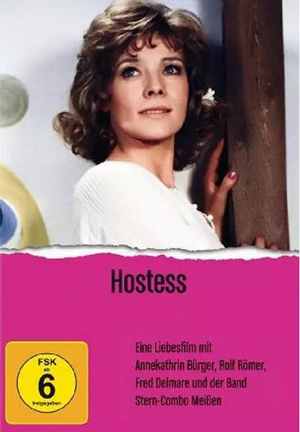 Hostess
Eine Liebesfilm mit
Annekathrin Bürger, Rolf Römer,
Fred Delmare und der Band
Stern-Combo Meißen
FSK
ab
6
freigegeben